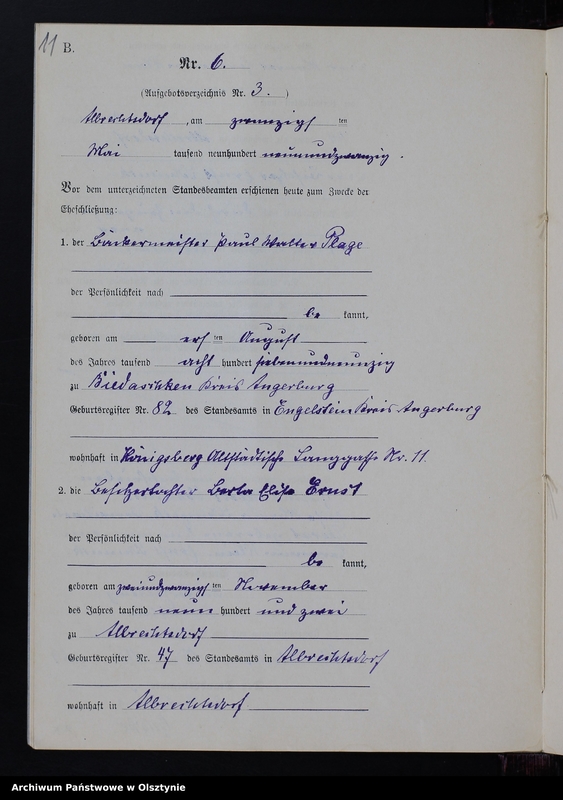 11 B.
Nr. 6.
(Aufgebotsverzeichnis Nr. 3.)
Albrechtsdorf, am zwanzigsten
Mai tausend neunhundert neunundzwanzig.
Vor dem unterzeichneten Standesbeamten erschienen heute zum Zwecke der
Eheschließung:
1. der Bäckermeister Paul Walter Plage
der Persönlichkeit nach
be kannt,
geboren am ersten August
des Jahres tausend acht hundert siebenundneunzig
zu Biedaschken Kreis Angerburg
Geburtsregister Nr. 82 des Standesamts in Engelstein Kreis Angerburg
wohnhaft in Königsberg Altstädtische Langgasse Nr. 11
2. die Besitzertochter Berta Elise Ernst
der Persönlichkeit nach
be kannt,
geboren am zweiundzwanzigsten November
des Jahres tausend neun hundert und zwei
zu Albrechtsdorf
Geburtsregister Nr. 47 des Standesamts in Albrechtsdorf
wohnhaft in Albrechtsdorf
Archiwum Państwowe w Olsztynie